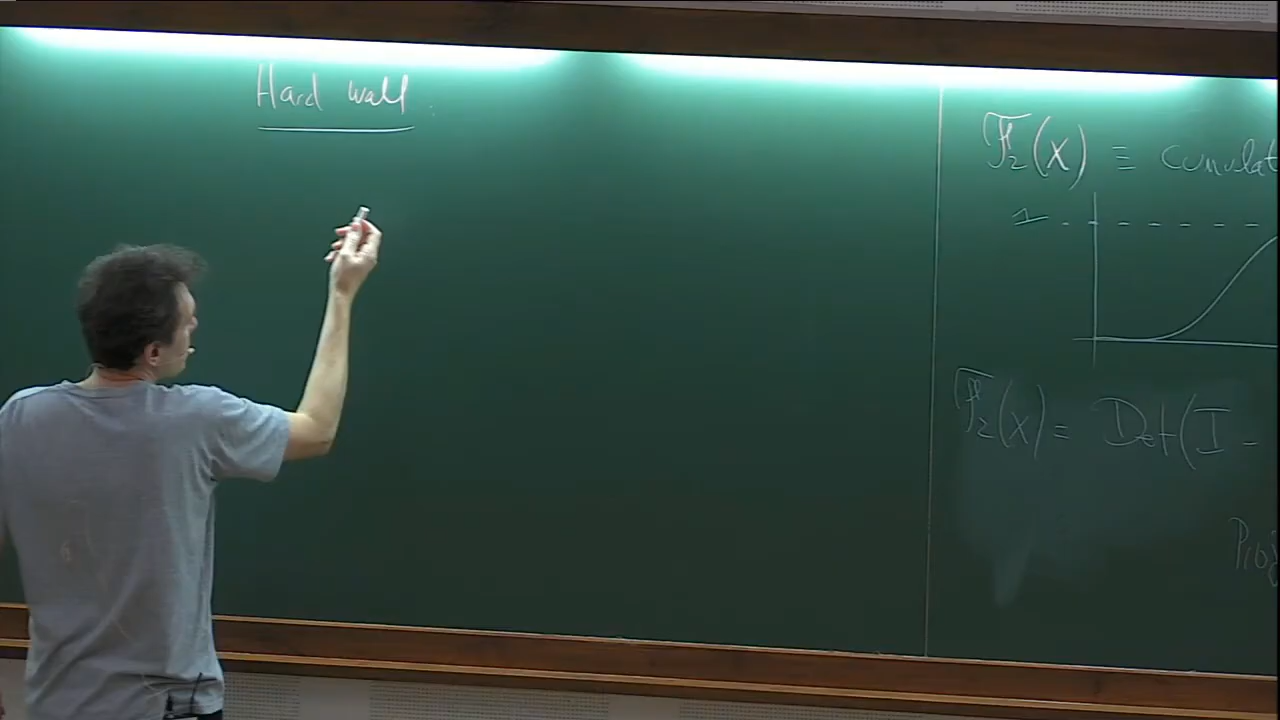 Hard wall :
F₂(x) ≡ cumulat
1
F₂(x) = Det(I -
Proj